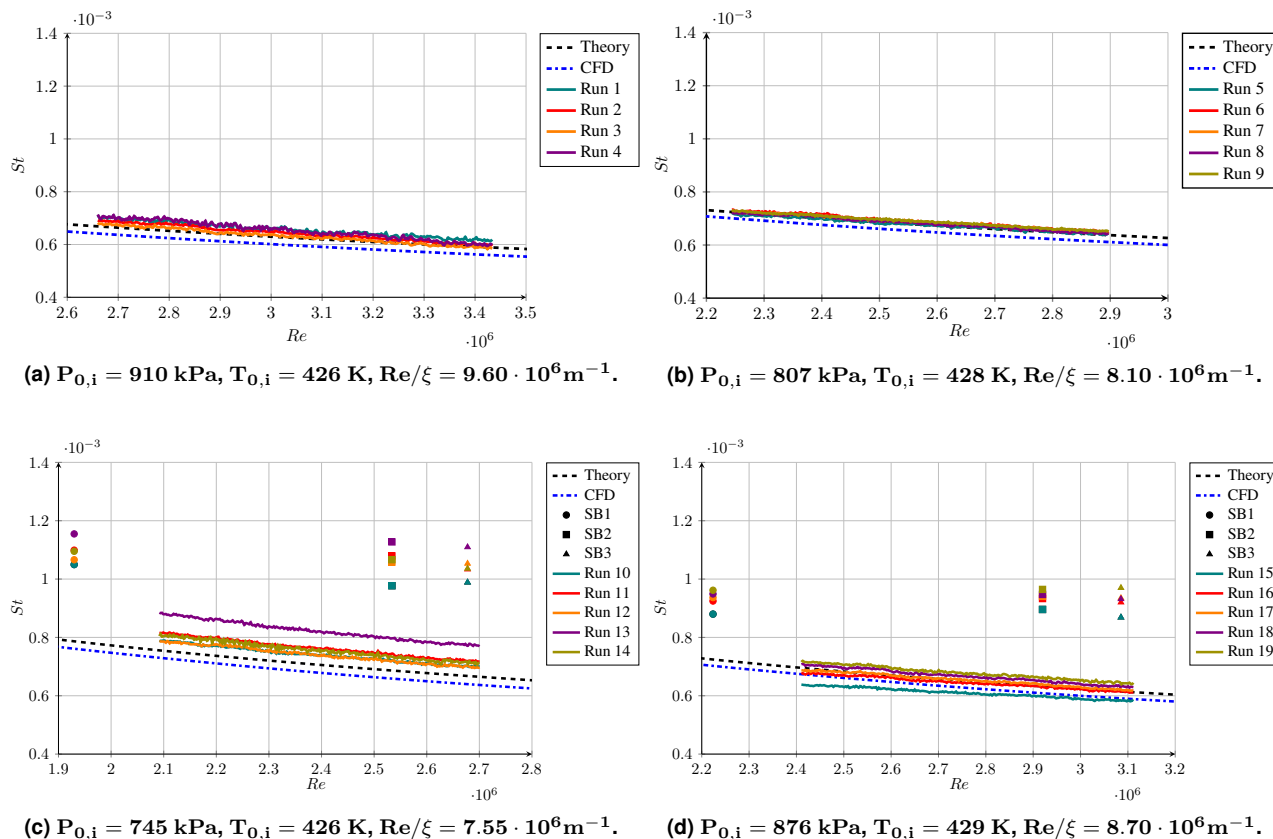 ·10⁻³
1.4
1.2
1
0.8
0.6
0.4
St
2.6 2.7 2.8 2.9 3 3.1 3.2 3.3 3.4 3.5
Re
·10⁶
Theory
CFD
Run 1
Run 2
Run 3
Run 4
(a) P₀,ᵢ = 910 kPa, T₀,ᵢ = 426 K, Re/ξ = 9.60 · 10⁶m⁻¹.
·10⁻³
1.4
1.2
1
0.8
0.6
0.4
St
2.2 2.3 2.4 2.5 2.6 2.7 2.8 2.9 3
Re
·10⁶
Theory
CFD
Run 5
Run 6
Run 7
Run 8
Run 9
(b) P₀,ᵢ = 807 kPa, T₀,ᵢ = 428 K, Re/ξ = 8.10 · 10⁶m⁻¹.
·10⁻³
1.4
1.2
1
0.8
0.6
0.4
St
1.9 2 2.1 2.2 2.3 2.4 2.5 2.6 2.7 2.8
Re
·10⁶
Theory
CFD
SB1
SB2
SB3
Run 10
Run 11
Run 12
Run 13
Run 14
(c) P₀,ᵢ = 745 kPa, T₀,ᵢ = 426 K, Re/ξ = 7.55 · 10⁶m⁻¹.
·10⁻³
1.4
1.2
1
0.8
0.6
0.4
St
2.2 2.3 2.4 2.5 2.6 2.7 2.8 2.9 3 3.1 3.2
Re
·10⁶
Theory
CFD
SB1
SB2
SB3
Run 15
Run 16
Run 17
Run 18
Run 19
(d) P₀,ᵢ = 876 kPa, T₀,ᵢ = 429 K, Re/ξ = 8.70 · 10⁶m⁻¹.